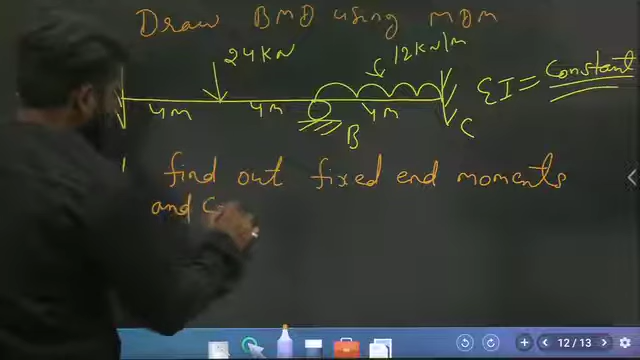 Draw BMD using MDM
24KN
12KN/m
EI = Constant
4m
4m
4m
B
C
find out fixed end moments
and
12/13